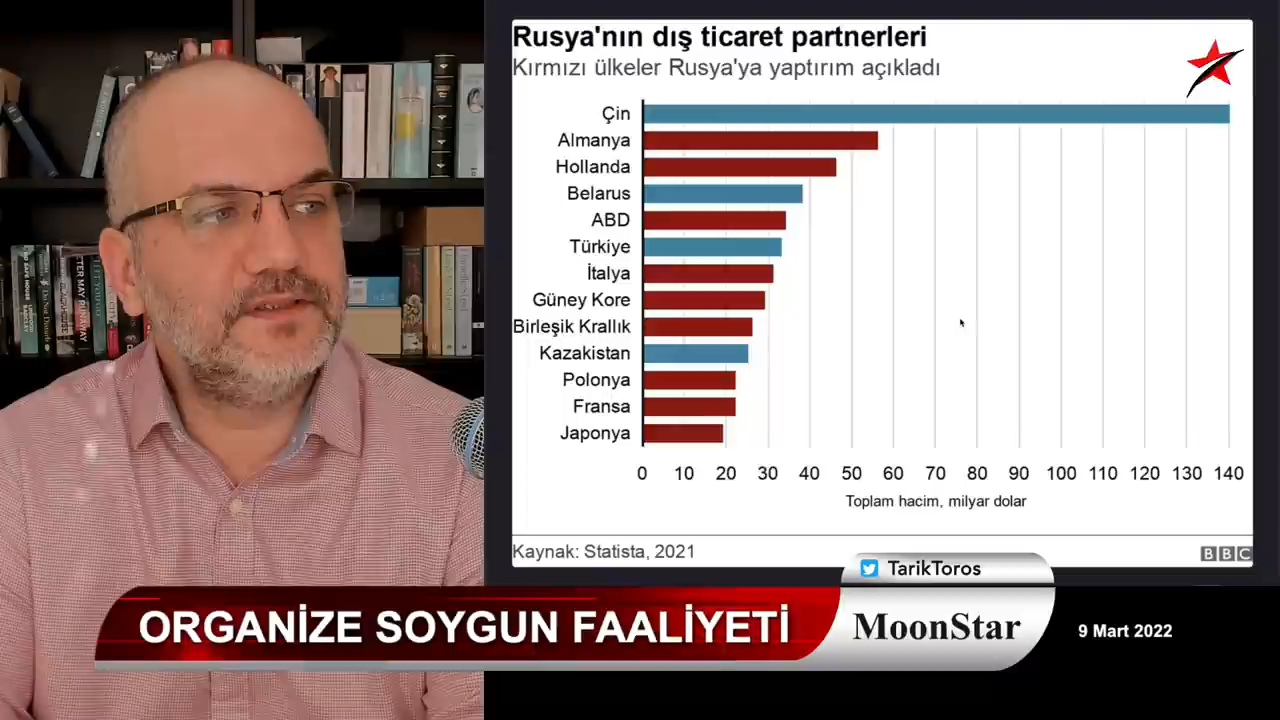 Rusya'nın dış ticaret partnerleri
Kırmızı ülkeler Rusya'ya yaptırım açıkladı
Çin
Almanya
Hollanda
Belarus
ABD
Türkiye
İtalya
Güney Kore
Birleşik Krallık
Kazakistan
Polonya
Fransa
Japonya
0 10 20 30 40 50 60 70 80 90 100 110 120 130 140
Toplam hacim, milyar dolar
Kaynak: Statista, 2021
BBC
TarikToros
ORGANİZE SOYGUN FAALİYETİ
MoonStar
9 Mart 2022